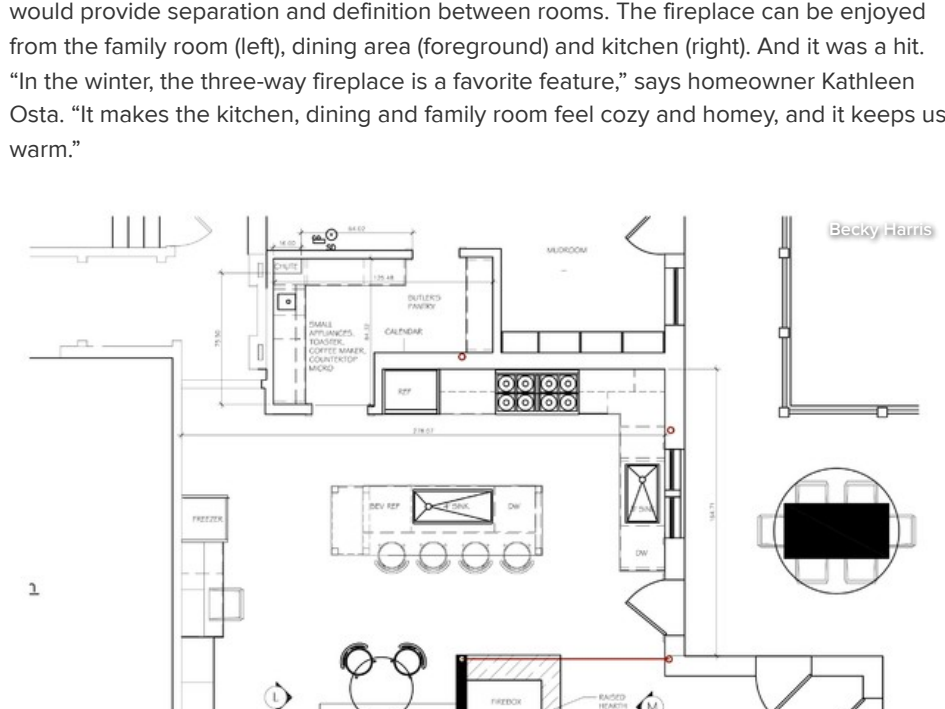 would provide separation and definition between rooms. The fireplace can be enjoyed
from the family room (left), dining area (foreground) and kitchen (right). And it was a hit.
“In the winter, the three-way fireplace is a favorite feature,” says homeowner Kathleen
Osta. “It makes the kitchen, dining and family room feel cozy and homey, and it keeps us
warm.”
Becky Harris
MUDROOM
CHUTE
BUTLER'S
PANTRY
SMALL
APPLIANCES,
TOASTER,
COFFEE MAKER,
COUNTERTOP
MICRO
CALENDAR
REF
BEV REF
SINK
DW
FREEZER
SINK
DW
L
FIREBOX
RAISED
HEARTH
M